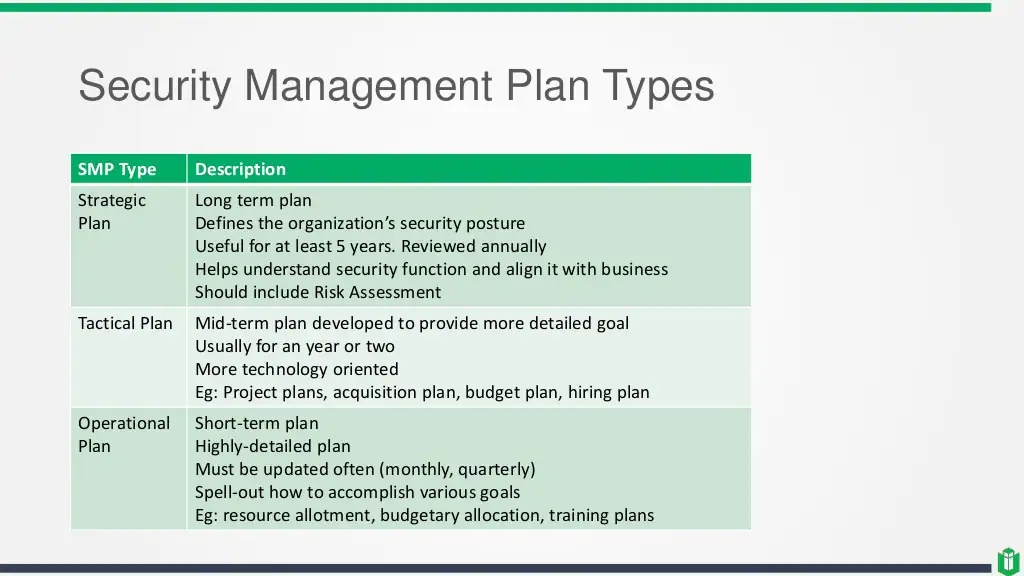 Security Management Plan Types
SMP Type
Description
Strategic
Plan
Long term plan
Defines the organization's security posture
Useful for at least 5 years. Reviewed annually
Helps understand security function and align it with business
Should include Risk Assessment
Tactical Plan
Mid-term plan developed to provide more detailed goal
Usually for an year or two
More technology oriented
Eg: Project plans, acquisition plan, budget plan, hiring plan
Operational
Plan
Short-term plan
Highly-detailed plan
Must be updated often (monthly, quarterly)
Spell-out how to accomplish various goals
Eg: resource allotment, budgetary allocation, training plans